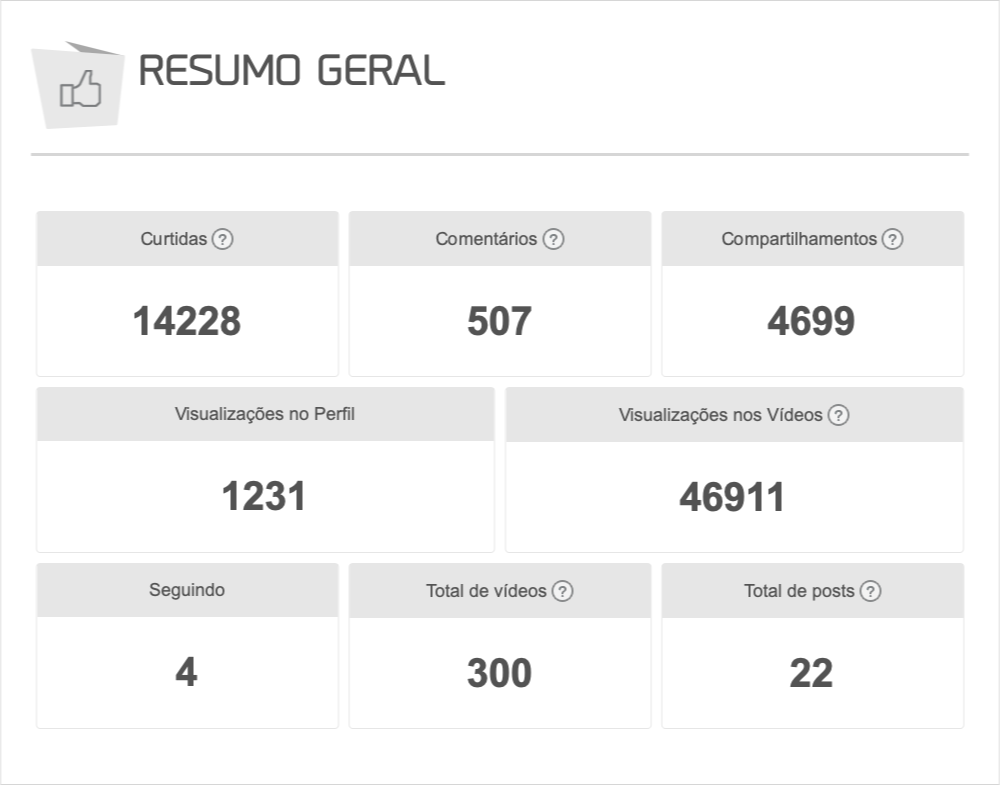 RESUMO GERAL
Curtidas ?
Comentários ?
Compartilhamentos ?
14228
507
4699
Visualizações no Perfil
Visualizações nos Vídeos ?
1231
46911
Seguindo
Total de vídeos ?
Total de posts ?
4
300
22